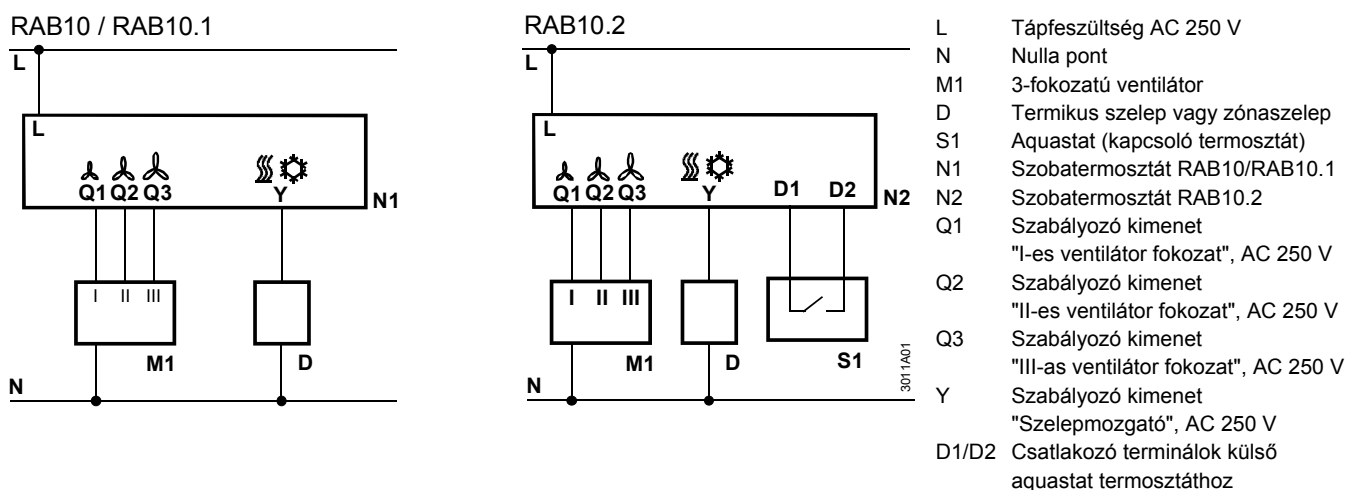 RAB10 / RAB10.1
L
L
Q1 Q2 Q3
Y
N1
I II III
M1
D
N
RAB10.2
L
L
Q1 Q2 Q3
Y
D1 D2
N2
I II III
M1
D
S1
N
3011A01
L Tápfeszültség AC 250 V
N Nulla pont
M1 3-fokozatú ventilátor
D Termikus szelep vagy zónaszelep
S1 Aquastat (kapcsoló termosztát)
N1 Szobatermosztát RAB10/RAB10.1
N2 Szobatermosztát RAB10.2
Q1 Szabályozó kimenet
"I-es ventilátor fokozat", AC 250 V
Q2 Szabályozó kimenet
"II-es ventilátor fokozat", AC 250 V
Q3 Szabályozó kimenet
"III-as ventilátor fokozat", AC 250 V
Y Szabályozó kimenet
"Szelepmozgató", AC 250 V
D1/D2 Csatlakozó terminálok külső
aquastat termosztáthoz